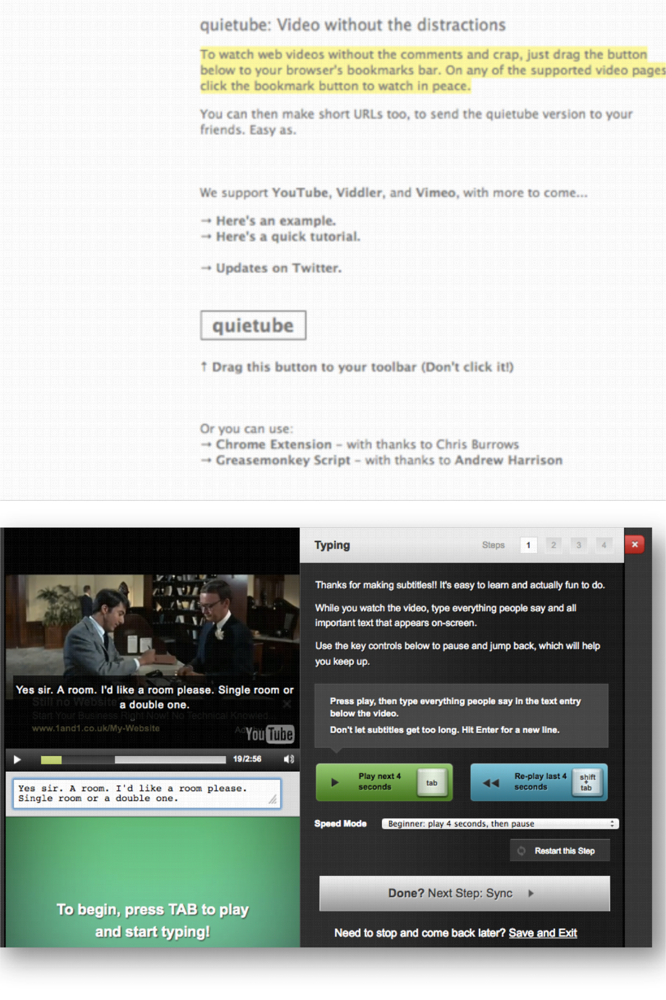 quietube: Video without the distractions
To watch web videos without the comments and crap, just drag the button
below to your browser's bookmarks bar. On any of the supported video pages
click the bookmark button to watch in peace.
You can then make short URLs too, to send the quietube version to your
friends. Easy as.
We support YouTube, Viddler, and Vimeo, with more to come...
→ Here's an example.
→ Here's a quick tutorial.
→ Updates on Twitter.
quietube
↑ Drag this button to your toolbar (Don't click it!)
Or you can use:
→ Chrome Extension – with thanks to Chris Burrows
→ Greasemonkey Script – with thanks to Andrew Harrison
Yes sir. A room. I'd like a room please. Single room or
a double one.
Still no Website
Start Your Business Right Now! No Technical Knowled...
www.1and1.co.uk/My-Website
YouTube
19/2:56
Yes sir. A room. I'd like a room please.
Single room or a double one.
To begin, press TAB to play
and start typing!
Typing
Steps 1 2 3 4
Thanks for making subtitles!! It's easy to learn and actually fun to do.
While you watch the video, type everything people say and all
important text that appears on-screen.
Use the key controls below to pause and jump back, which will help
you keep up.
Press play, then type everything people say in the text entry
below the video.
Don't let subtitles get too long. Hit Enter for a new line.
Play next 4
seconds
tab
Re-play last 4
seconds
shift
+
tab
Speed Mode
Beginner: play 4 seconds, then pause
Restart this Step
Done? Next Step: Sync
Need to stop and come back later? Save and Exit